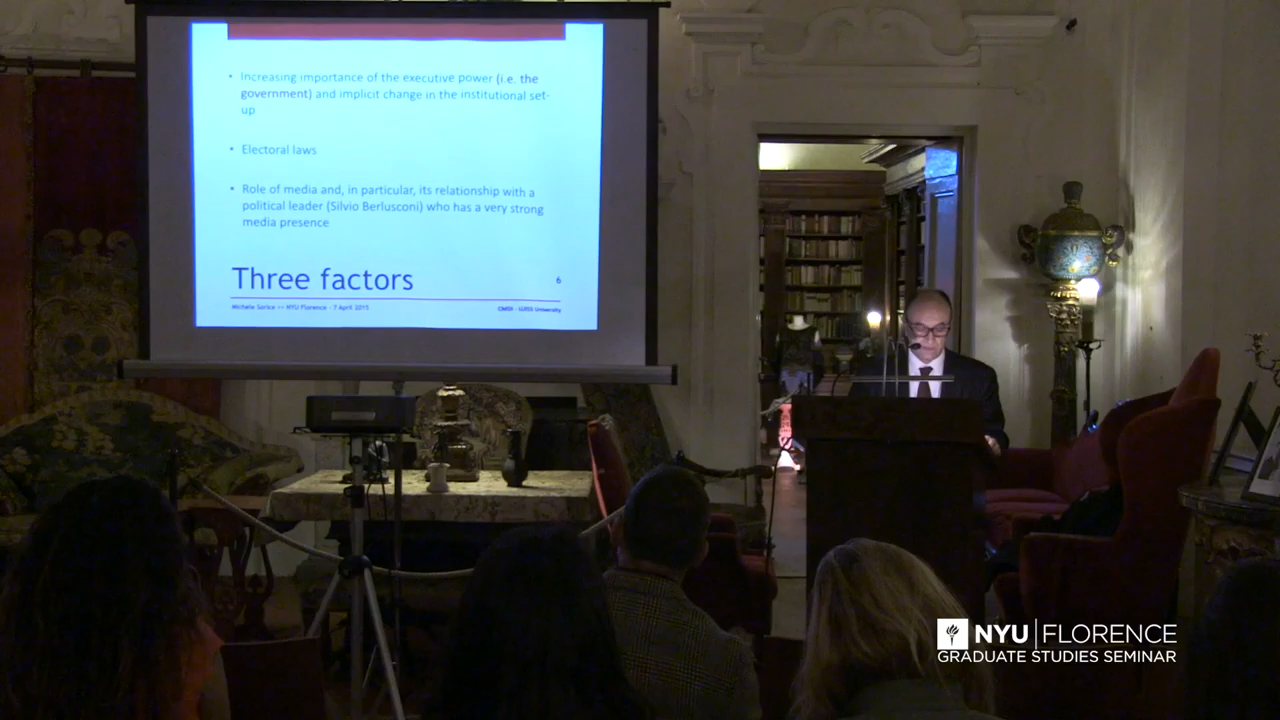 • Increasing importance of the executive power (i.e. the
government) and implicit change in the institutional set-
up
• Electoral laws
• Role of media and, in particular, its relationship with a
political leader (Silvio Berlusconi) who has a very strong
media presence
Three factors
6
Michele Sorice — NYU Florence - 7 April 2015
CMDI - LUISS University
NYU | FLORENCE
GRADUATE STUDIES SEMINAR